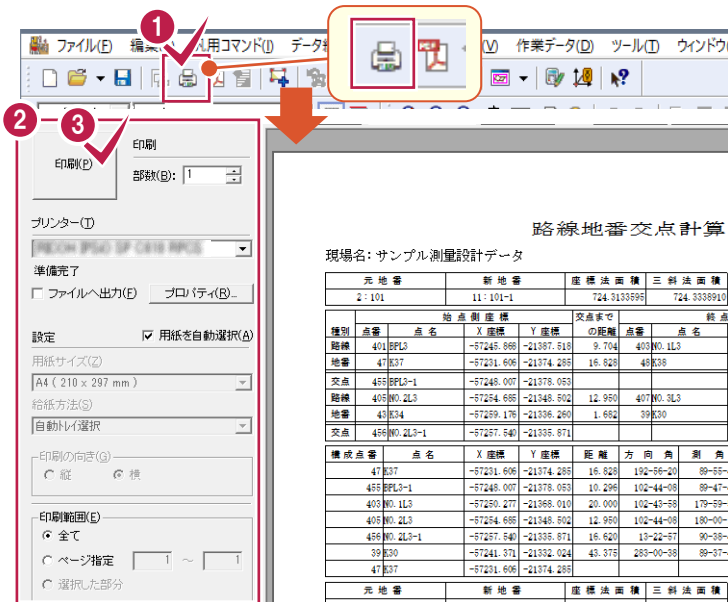 1
ファイル(F) 編集 汎用コマンド(I) データ (V) 作業データ(D) ツール(T) ウィンドウ
2 3
印刷(P)
印刷
部数(B): 1
プリンター(T)
準備完了
ファイルへ出力(F) プロパティ(R)...
設定 用紙を自動選択(A)
用紙サイズ(Z)
A4 ( 210 x 297 mm )
給紙方法(S)
自動トレイ選択
印刷の向き(G)
縦 横
印刷範囲(E)
全て
ページ指定 1 ～ 1
選択した部分
路線地番交点計算
現場名: サンプル測量設計データ
元 地 番 新 地 番 座 標 法 面 積 三 斜 法 面 積
2：101 11：101-1 724.3133595 724.3338910
始 点 側 座 標 交点まで 終 点
種別 点番 点 名 X 座標 Y 座標 の距離 点番 点 名
路線 401 BPL3 -57245.868 -21387.518 9.704 403 NO.1L3
地番 47 K37 -57231.606 -21374.285 16.828 48 K38
交点 455 BPL3-1 -57248.007 -21378.053
路線 405 NO.2L3 -57254.685 -21348.502 12.950 407 NO.3L3
地番 43 K34 -57259.176 -21336.260 1.682 39 K30
交点 456 NO.2L3-1 -57257.540 -21335.871
構成点番 点 名 X 座標 Y 座標 距 離 方 向 角 測 角
47 K37 -57231.606 -21374.285 16.828 192-56-20 89-55-
455 BPL3-1 -57248.007 -21378.053 10.296 102-44-08 89-47-
403 NO.1L3 -57250.277 -21368.010 20.000 102-43-58 179-59-
405 NO.2L3 -57254.685 -21348.502 12.950 102-44-08 180-00-
456 NO.2L3-1 -57257.540 -21335.871 16.620 13-22-57 90-38-
39 K30 -57241.371 -21332.024 43.375 283-00-38 89-37-
47 K37 -57231.606 -21374.285
元 地 番 新 地 番 座 標 法 面 積 三 斜 法 面 積